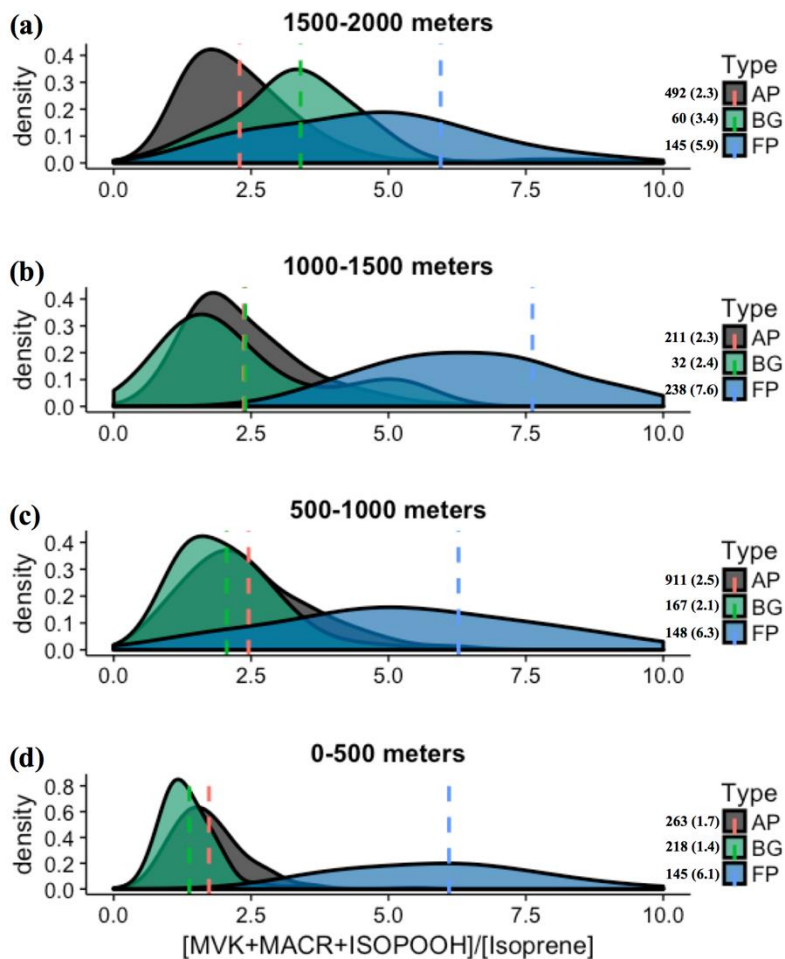 (a)
1500-2000 meters
density
0.4
0.3
0.2
0.1
0.0
0.0 2.5 5.0 7.5 10.0
Type
492 (2.3) AP
60 (3.4) BG
145 (5.9) FP
(b)
1000-1500 meters
density
0.4
0.3
0.2
0.1
0.0
0.0 2.5 5.0 7.5 10.0
Type
211 (2.3) AP
32 (2.4) BG
238 (7.6) FP
(c)
500-1000 meters
density
0.4
0.3
0.2
0.1
0.0
0.0 2.5 5.0 7.5 10.0
Type
911 (2.5) AP
167 (2.1) BG
148 (6.3) FP
(d)
0-500 meters
density
0.8
0.6
0.4
0.2
0.0
0.0 2.5 5.0 7.5 10.0
Type
263 (1.7) AP
218 (1.4) BG
145 (6.1) FP
[MVK+MACR+ISOPOOH]/[Isoprene]